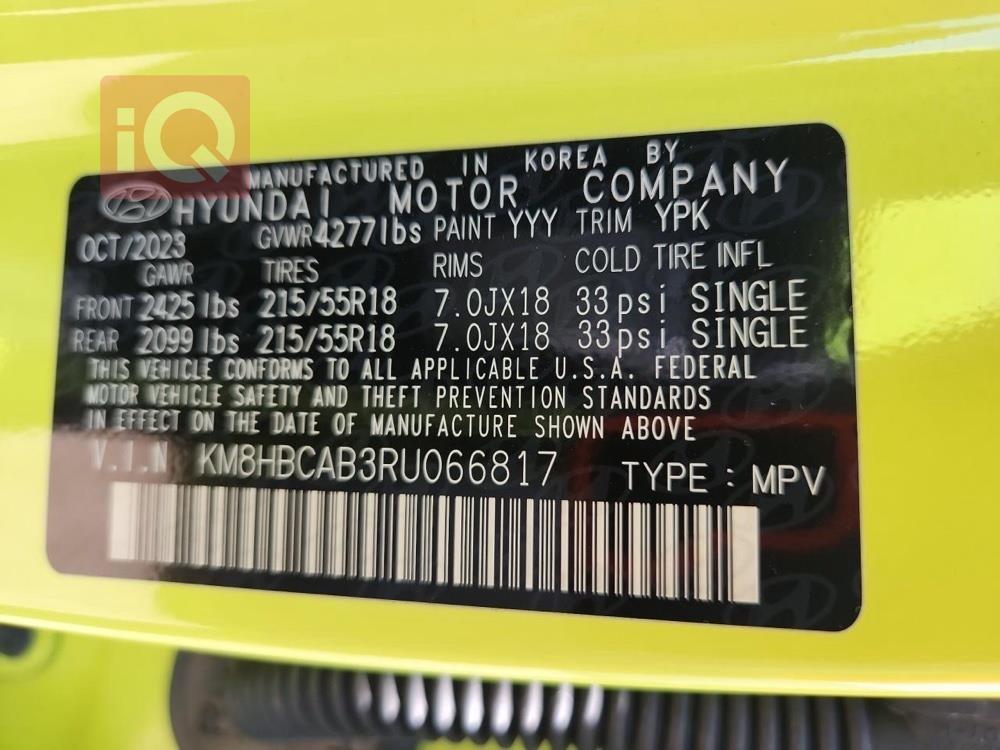 iQ
MANUFACTURED IN KOREA BY
HYUNDAI MOTOR COMPANY
OCT/2023 GVWR4277lbs PAINT YYY TRIM YPK
GAWR TIRES RIMS COLD TIRE INFL
FRONT 2425lbs 215/55R18 7.0JX18 33psi SINGLE
REAR 2099lbs 215/55R18 7.0JX18 33psi SINGLE
THIS VEHICLE CONFORMS TO ALL APPLICABLE U.S.A. FEDERAL
MOTOR VEHICLE SAFETY AND THEFT PREVENTION STANDARDS
IN EFFECT ON THE DATE OF MANUFACTURE SHOWN ABOVE
V.I.N KM8HBCAB3RU066817 TYPE: MPV